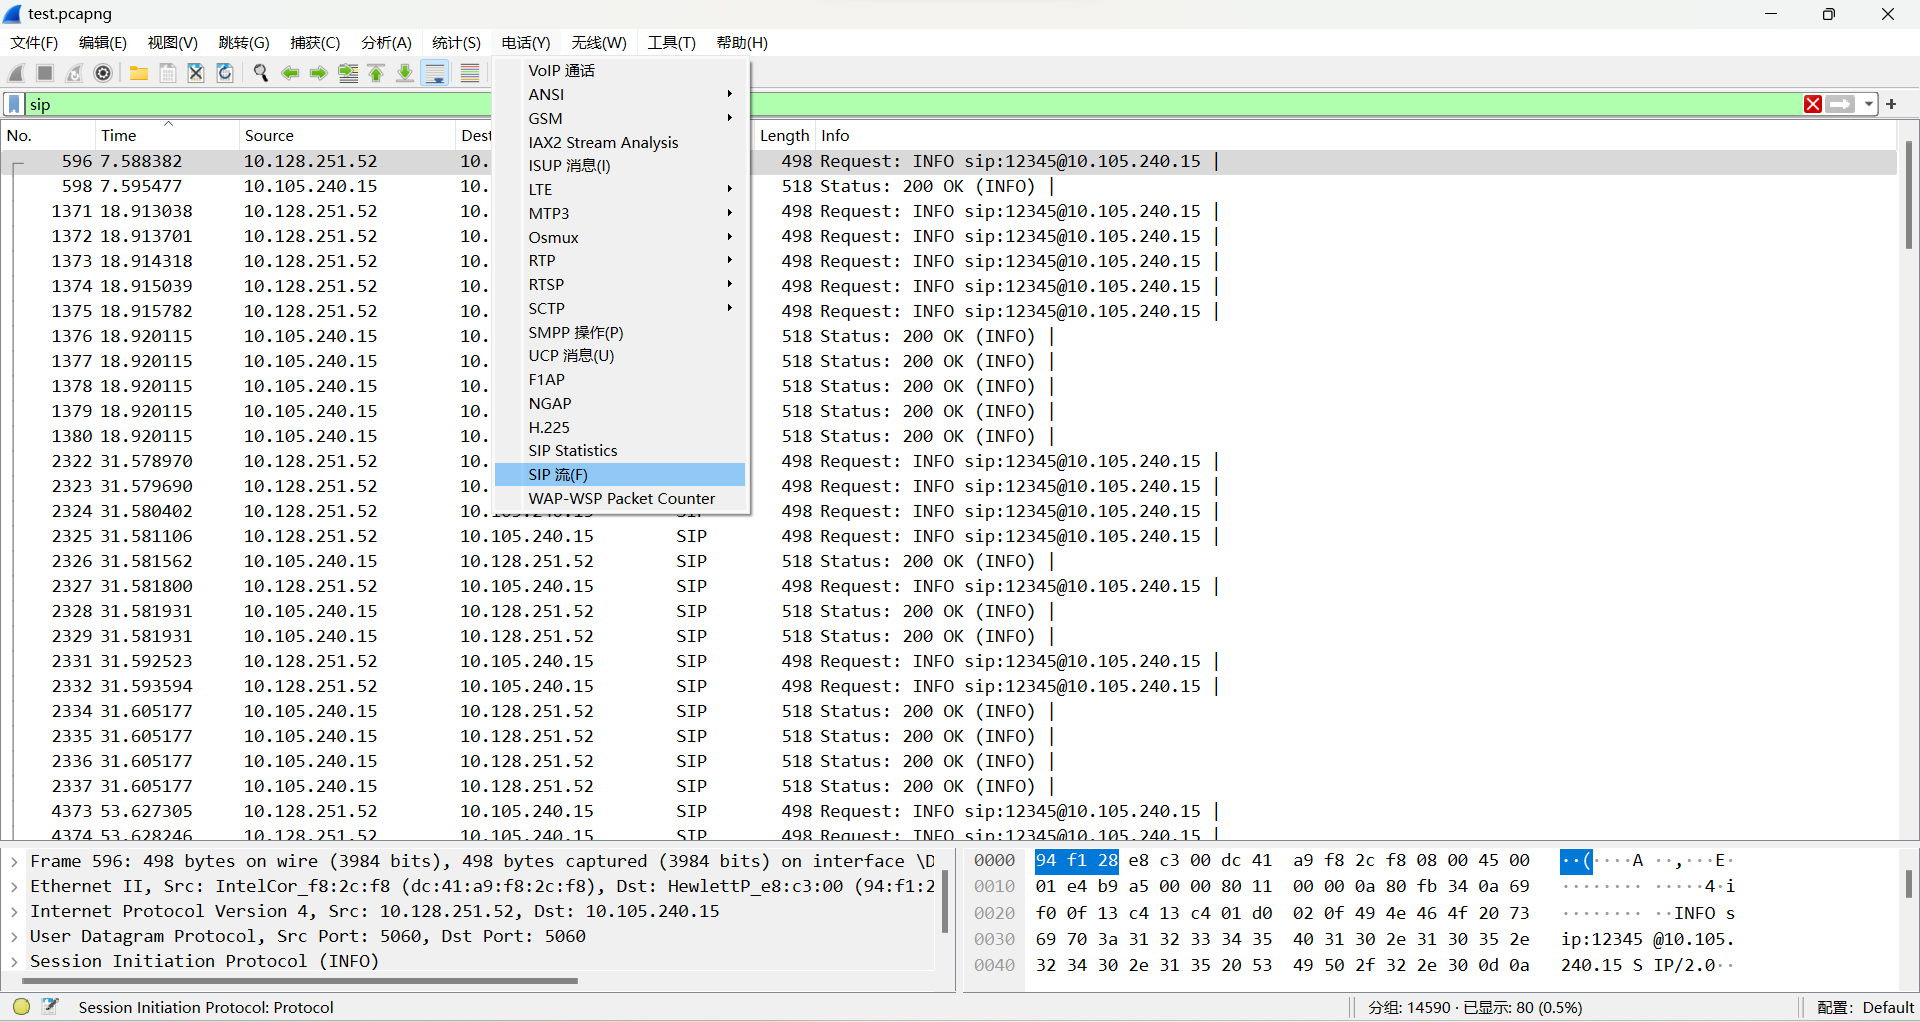 test.pcapng
文件(F) 编辑(E) 视图(V) 跳转(G) 捕获(C) 分析(A) 统计(S) 电话(Y) 无线(W) 工具(T) 帮助(H)
sip
No. Time Source Dest Length Info
596 7.588382 10.128.251.52 10. 498 Request: INFO sip:12345@10.105.240.15 |
598 7.595477 10.105.240.15 10. 518 Status: 200 OK (INFO) |
1371 18.913038 10.128.251.52 10. 498 Request: INFO sip:12345@10.105.240.15 |
1372 18.913701 10.128.251.52 10. 498 Request: INFO sip:12345@10.105.240.15 |
1373 18.914318 10.128.251.52 10. 498 Request: INFO sip:12345@10.105.240.15 |
1374 18.915039 10.128.251.52 10. 498 Request: INFO sip:12345@10.105.240.15 |
1375 18.915782 10.128.251.52 10. 498 Request: INFO sip:12345@10.105.240.15 |
1376 18.920115 10.105.240.15 10. 518 Status: 200 OK (INFO) |
1377 18.920115 10.105.240.15 10. 518 Status: 200 OK (INFO) |
1378 18.920115 10.105.240.15 10. 518 Status: 200 OK (INFO) |
1379 18.920115 10.105.240.15 10. 518 Status: 200 OK (INFO) |
1380 18.920115 10.105.240.15 10. 518 Status: 200 OK (INFO) |
2322 31.578970 10.128.251.52 10. 498 Request: INFO sip:12345@10.105.240.15 |
2323 31.579690 10.128.251.52 10. 498 Request: INFO sip:12345@10.105.240.15 |
2324 31.580402 10.128.251.52 10.105.240.15 SIP 498 Request: INFO sip:12345@10.105.240.15 |
2325 31.581106 10.128.251.52 10.105.240.15 SIP 498 Request: INFO sip:12345@10.105.240.15 |
2326 31.581562 10.105.240.15 10.128.251.52 SIP 518 Status: 200 OK (INFO) |
2327 31.581800 10.128.251.52 10.105.240.15 SIP 498 Request: INFO sip:12345@10.105.240.15 |
2328 31.581931 10.105.240.15 10.128.251.52 SIP 518 Status: 200 OK (INFO) |
2329 31.581931 10.105.240.15 10.128.251.52 SIP 518 Status: 200 OK (INFO) |
2331 31.592523 10.128.251.52 10.105.240.15 SIP 498 Request: INFO sip:12345@10.105.240.15 |
2332 31.593594 10.128.251.52 10.105.240.15 SIP 498 Request: INFO sip:12345@10.105.240.15 |
2334 31.605177 10.105.240.15 10.128.251.52 SIP 518 Status: 200 OK (INFO) |
2335 31.605177 10.105.240.15 10.128.251.52 SIP 518 Status: 200 OK (INFO) |
2336 31.605177 10.105.240.15 10.128.251.52 SIP 518 Status: 200 OK (INFO) |
2337 31.605177 10.105.240.15 10.128.251.52 SIP 518 Status: 200 OK (INFO) |
4373 53.627305 10.128.251.52 10.105.240.15 SIP 498 Request: INFO sip:12345@10.105.240.15 |
4374 53.628246 10.128.251.52 10.105.240.15 SIP 498 Request: INFO sip:12345@10.105.240.15 |
VoIP 通话
ANSI
GSM
IAX2 Stream Analysis
ISUP 消息(I)
LTE
MTP3
Osmux
RTP
RTSP
SCTP
SMPP 操作(P)
UCP 消息(U)
F1AP
NGAP
H.225
SIP Statistics
SIP 流(F)
WAP-WSP Packet Counter
Frame 596: 498 bytes on wire (3984 bits), 498 bytes captured (3984 bits) on interface \D
Ethernet II, Src: IntelCor_f8:2c:f8 (dc:41:a9:f8:2c:f8), Dst: HewlettP_e8:c3:00 (94:f1:2
Internet Protocol Version 4, Src: 10.128.251.52, Dst: 10.105.240.15
User Datagram Protocol, Src Port: 5060, Dst Port: 5060
Session Initiation Protocol (INFO)
0000 94 f1 28 e8 c3 00 dc 41 a9 f8 2c f8 08 00 45 00 ··(····A ··,···E·
0010 01 e4 b9 a5 00 00 80 11 00 00 0a 80 fb 34 0a 69 ········ ·····4·i
0020 f0 0f 13 c4 13 c4 01 d0 02 0f 49 4e 46 4f 20 73 ········ ··INFO s
0030 69 70 3a 31 32 33 34 35 40 31 30 2e 31 30 35 2e ip:12345 @10.105.
0040 32 34 30 2e 31 35 20 53 49 50 2f 32 2e 30 0d 0a 240.15 S IP/2.0··
Session Initiation Protocol: Protocol
分组: 14590 · 已显示: 80 (0.5%)
配置: Default